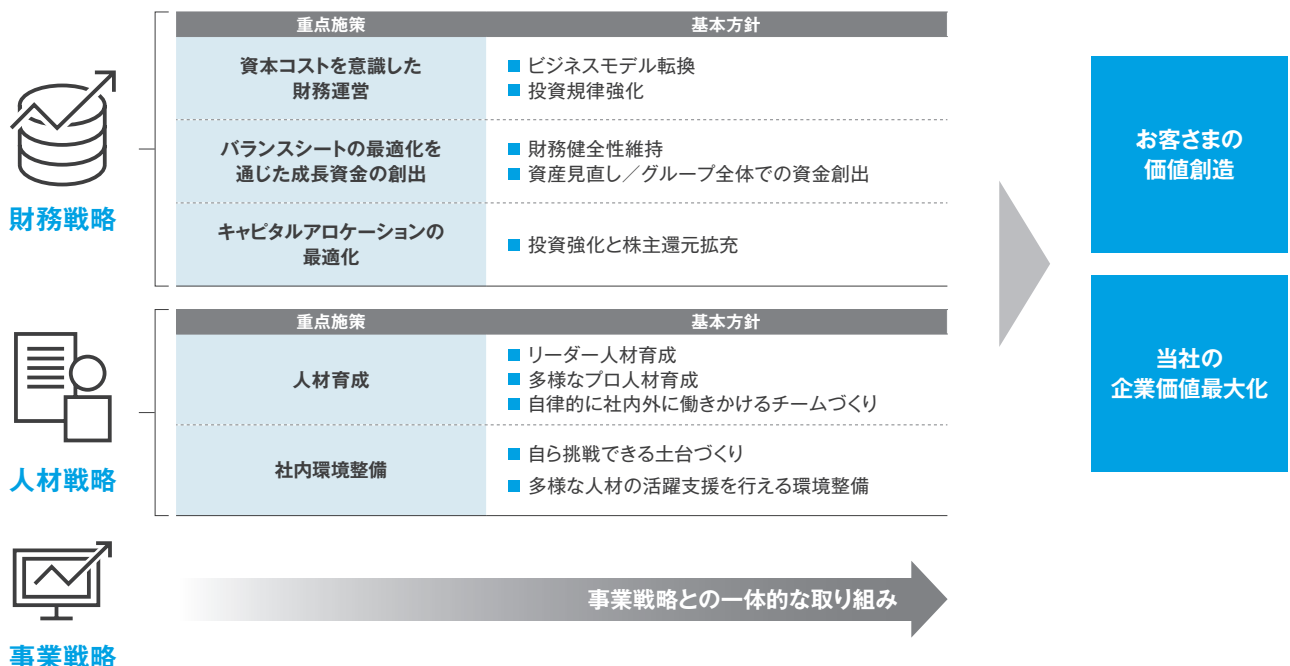 財務戦略
重点施策
基本方針
資本コストを意識した
財務運営
■ ビジネスモデル転換
■ 投資規律強化
バランスシートの最適化を
通じた成長資金の創出
■ 財務健全性維持
■ 資産見直し／グループ全体での資金創出
キャピタルアロケーションの
最適化
■ 投資強化と株主還元拡充
人材戦略
重点施策
基本方針
人材育成
■ リーダー人材育成
■ 多様なプロ人材育成
■ 自律的に社内外に働きかけるチームづくり
社内環境整備
■ 自ら挑戦できる土台づくり
■ 多様な人材の活躍支援を行える環境整備
事業戦略
事業戦略との一体的な取り組み
お客さまの
価値創造
当社の
企業価値最大化